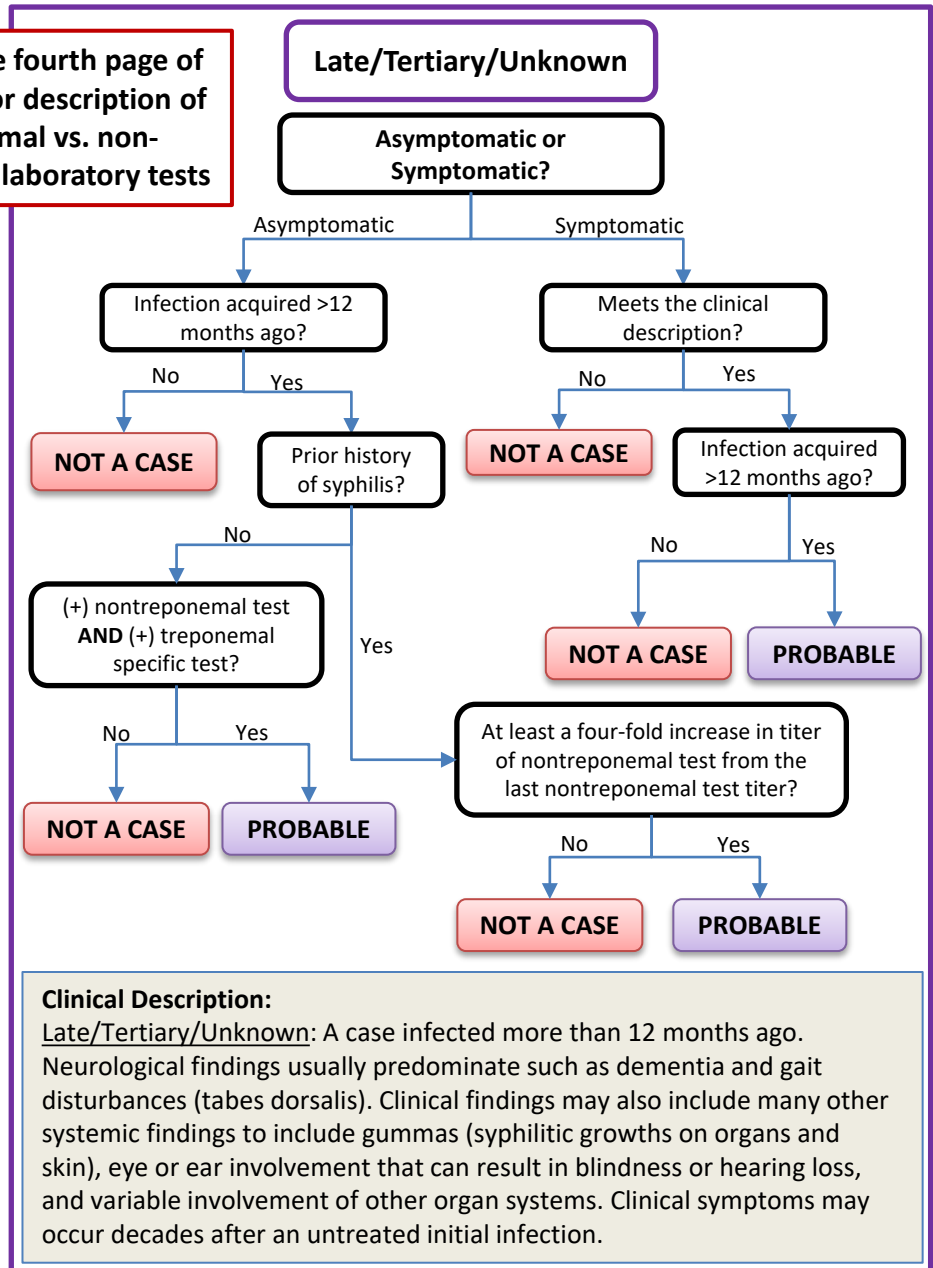 e fourth page of
or description of
mal vs. non-
laboratory tests
Late/Tertiary/Unknown
Asymptomatic or
Symptomatic?
Asymptomatic
Symptomatic
Infection acquired >12
months ago?
Meets the clinical
description?
No
Yes
No
Yes
NOT A CASE
Prior history
of syphilis?
NOT A CASE
Infection acquired
>12 months ago?
No
Yes
No
Yes
(+) nontreponemal test
AND (+) treponemal
specific test?
NOT A CASE
PROBABLE
No
Yes
At least a four-fold increase in titer
of nontreponemal test from the
last nontreponemal test titer?
NOT A CASE
PROBABLE
No
Yes
NOT A CASE
PROBABLE
Clinical Description:
Late/Tertiary/Unknown: A case infected more than 12 months ago.
Neurological findings usually predominate such as dementia and gait
disturbances (tabes dorsalis). Clinical findings may also include many other
systemic findings to include gummas (syphilitic growths on organs and
skin), eye or ear involvement that can result in blindness or hearing loss,
and variable involvement of other organ systems. Clinical symptoms may
occur decades after an untreated initial infection.